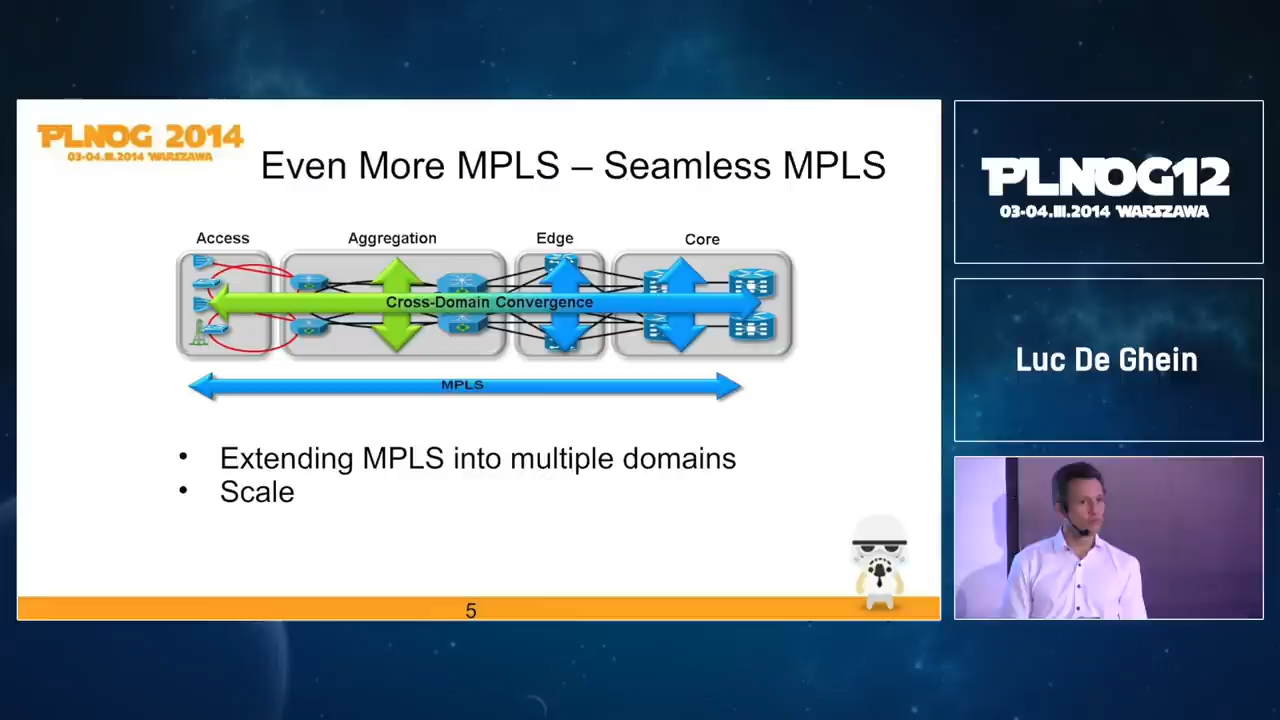 PLNOG 2014
03-04.III.2014 WARSZAWA
Even More MPLS – Seamless MPLS
Access
Aggregation
Edge
Core
Cross-Domain Convergence
MPLS
• Extending MPLS into multiple domains
• Scale
5
PLNOG12
03-04.III.2014 WARSZAWA
Luc De Ghein